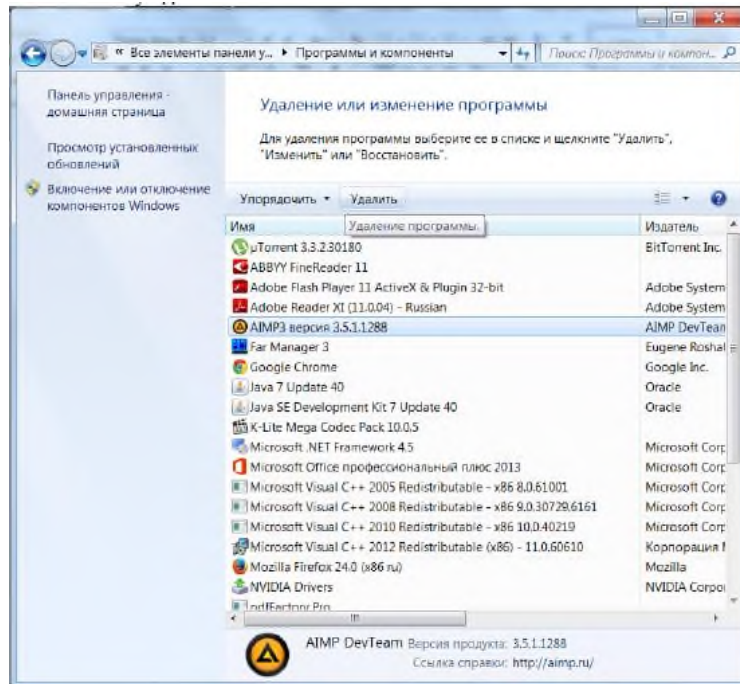 « Все элементы панели у... ▸ Программы и компоненты
Поиск: Программы и компон...
Панель управления -
домашняя страница
Просмотр установленных
обновлений
Включение или отключение
компонентов Windows
Удаление или изменение программы
Для удаления программы выберите ее в списке и щелкните "Удалить",
"Изменить" или "Восстановить".
Упорядочить Удалить
Имя Издатель
Удаление программы.
µTorrent 3.3.2.30180 BitTorrent Inc.
ABBYY FineReader 11
Adobe Flash Player 11 ActiveX & Plugin 32-bit Adobe System
Adobe Reader XI (11.0.04) - Russian Adobe System
AIMP3 версия 3.5.1.1288 AIMP DevTean
Far Manager 3 Eugene Roshal
Google Chrome Google Inc.
Java 7 Update 40 Oracle
Java SE Development Kit 7 Update 40 Oracle
K-Lite Mega Codec Pack 10.0.5
Microsoft .NET Framework 4.5 Microsoft Corp
Microsoft Office профессиональный плюс 2013 Microsoft Corp
Microsoft Visual C++ 2005 Redistributable - x86 8.0.61001 Microsoft Corp
Microsoft Visual C++ 2008 Redistributable - x86 9.0.30729.6161 Microsoft Corp
Microsoft Visual C++ 2010 Redistributable - x86 10.0.40219 Microsoft Corp
Microsoft Visual C++ 2012 Redistributable (x86) - 11.0.60610 Корпорация
Mozilla Firefox 24.0 (x86 ru) Mozilla
NVIDIA Drivers NVIDIA Corpo
pdfFactory Pro
AIMP DevTeam Версия продукта: 3.5.1.1288
Ссылка справки: http://aimp.ru/